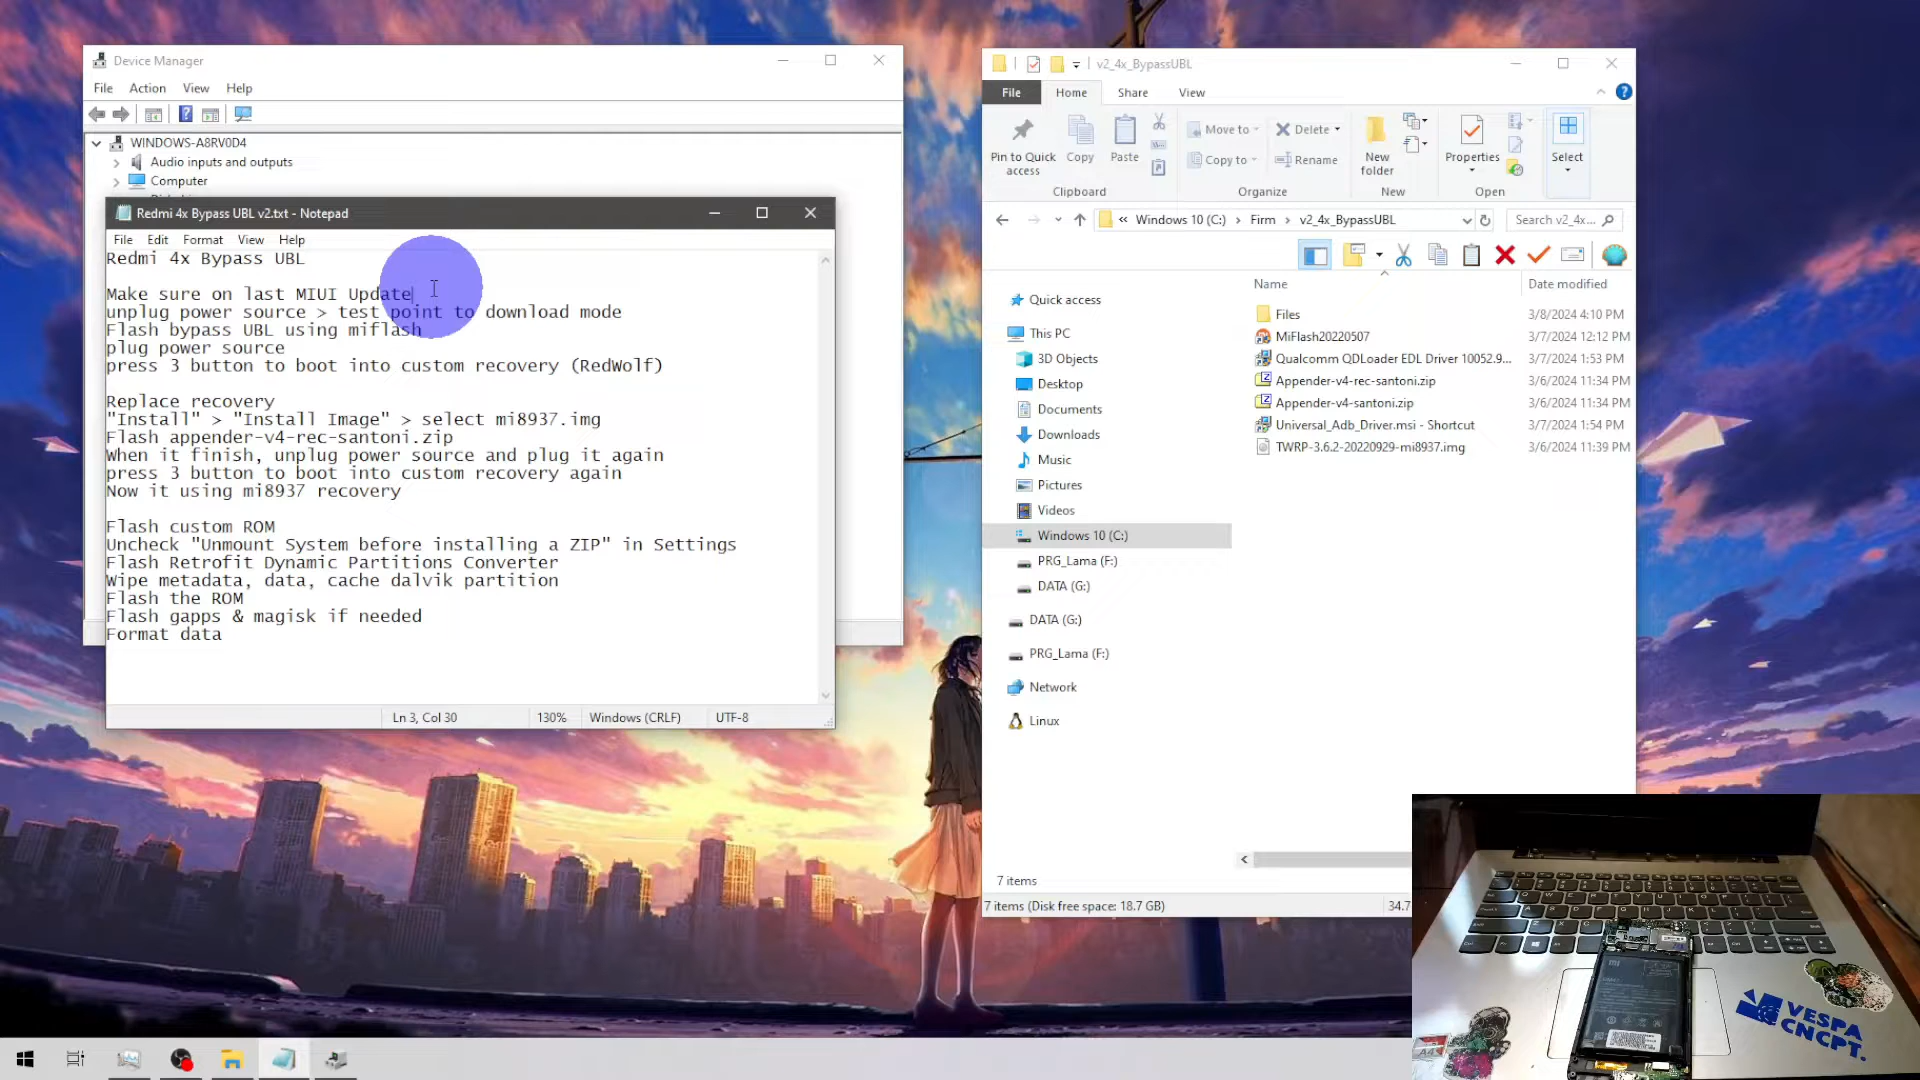 Device Manager
File Action View Help
WINDOWS-A8RV0D4
Audio inputs and outputs
Computer
Redmi 4x Bypass UBL v2.txt - Notepad
File Edit Format View Help
Redmi 4x Bypass UBL
Make sure on last MIUI Update
unplug power source > test point to download mode
Flash bypass UBL using miflash
plug power source
press 3 button to boot into custom recovery (RedWolf)
Replace recovery
"Install" > "Install Image" > select mi8937.img
Flash appender-v4-rec-santoni.zip
When it finish, unplug power source and plug it again
press 3 button to boot into custom recovery again
Now it using mi8937 recovery
Flash custom ROM
Uncheck "Unmount System before installing a ZIP" in Settings
Flash Retrofit Dynamic Partitions Converter
Wipe metadata, data, cache dalvik partition
Flash the ROM
Flash gapps & magisk if needed
Format data
Ln 3, Col 30 130% Windows (CRLF) UTF-8
v2_4x_BypassUBL
File Home Share View
Pin to Quick access
Copy
Paste
Move to
Copy to
Delete
Rename
New folder
Properties
Select
Clipboard Organize New Open
« Windows 10 (C:) › Firm › v2_4x_BypassUBL
Search v2_4x...
Quick access
This PC
3D Objects
Desktop
Documents
Downloads
Music
Pictures
Videos
Windows 10 (C:)
PRG_Lama (F:)
DATA (G:)
DATA (G:)
PRG_Lama (F:)
Network
Linux
Name Date modified
Files 3/8/2024 4:10 PM
MiFlash20220507 3/7/2024 12:12 PM
Qualcomm QDLoader EDL Driver 10052.9... 3/7/2024 1:53 PM
Appender-v4-rec-santoni.zip 3/6/2024 11:34 PM
Appender-v4-santoni.zip 3/6/2024 11:34 PM
Universal_Adb_Driver.msi - Shortcut 3/7/2024 1:54 PM
TWRP-3.6.2-20220929-mi8937.img 3/6/2024 11:39 PM
7 items
7 items (Disk free space: 18.7 GB) 34.7
VESPA
CNCPT.